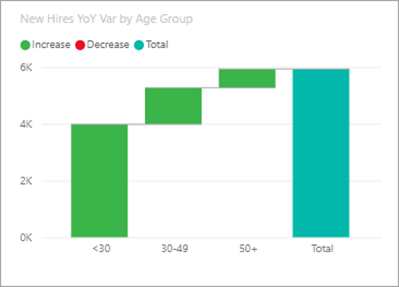 New Hires YoY Var by Age Group
Increase Decrease Total
6K
4K
2K
0K
<30 30-49 50+ Total